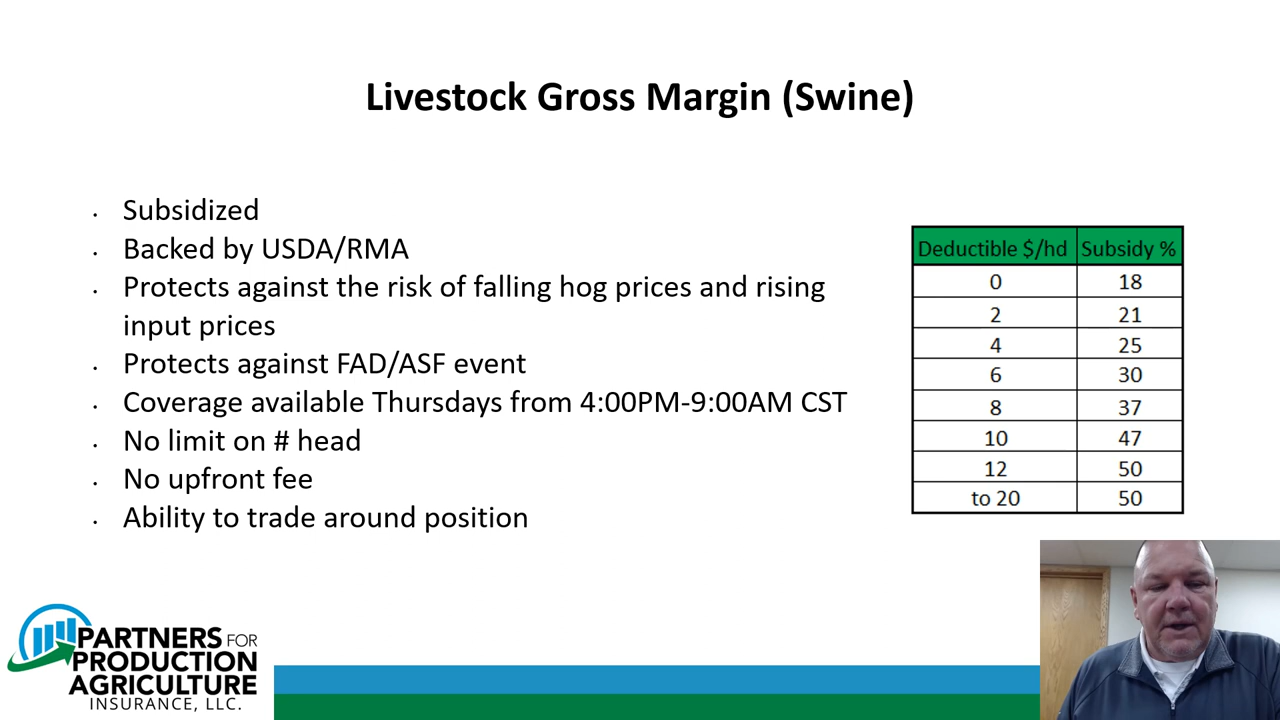 Livestock Gross Margin (Swine)
· Subsidized
· Backed by USDA/RMA
· Protects against the risk of falling hog prices and rising
input prices
· Protects against FAD/ASF event
· Coverage available Thursdays from 4:00PM-9:00AM CST
· No limit on # head
· No upfront fee
· Ability to trade around position
Deductible $/hd Subsidy %
0 18
2 21
4 25
6 30
8 37
10 47
12 50
to 20 50
PARTNERS FOR
PRODUCTION
AGRICULTURE
INSURANCE, LLC.